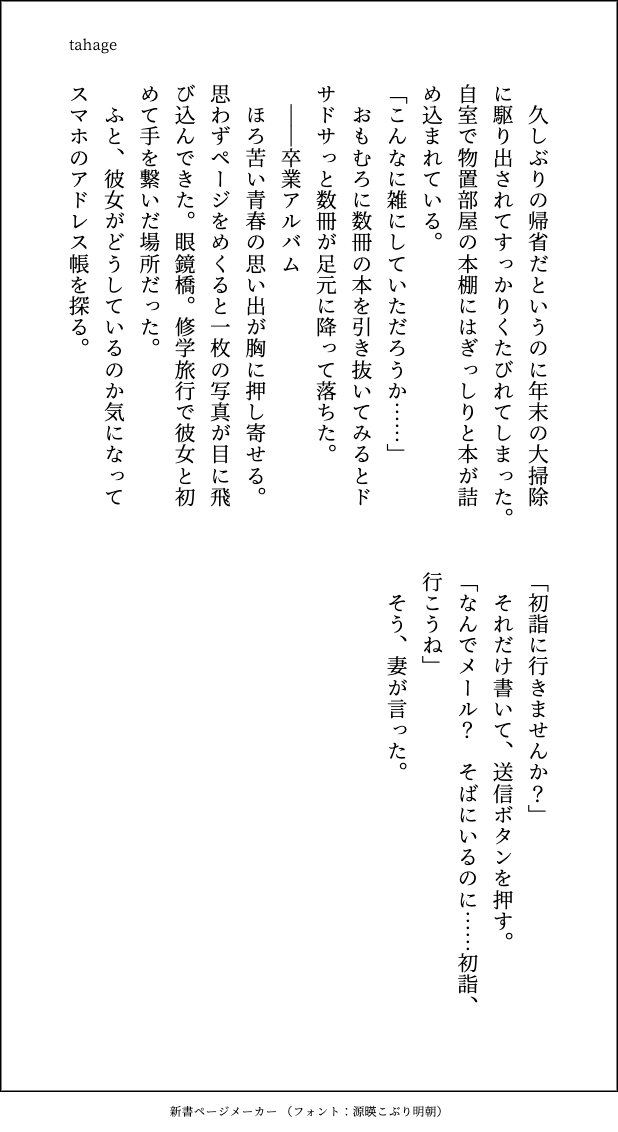 tahage
　久しぶりの帰省だというのに年末の大掃除
に駆り出されてすっかりくたびれてしまった。
自室で物置部屋の本棚にはぎっしりと本が詰
め込まれている。
「こんなに雑にしていただろうか……」
　おもむろに数冊の本を引き抜いてみるとド
サドサっと数冊が足元に降って落ちた。
　――卒業アルバム
　ほろ苦い青春の思い出が胸に押し寄せる。
思わずページをめくると一枚の写真が目に飛
び込んできた。眼鏡橋。修学旅行で彼女と初
めて手を繋いだ場所だった。
　ふと、彼女がどうしているのか気になって
スマホのアドレス帳を探る。
「初詣に行きませんか？」
　それだけ書いて、送信ボタンを押す。
「なんでメール？　そばにいるのに……初詣、
行こうね」
　そう、妻が言った。
新書ページメーカー（フォント：源暎こぶり明朝）